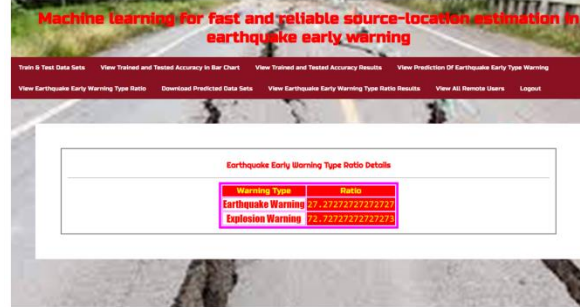 Machine learning for fast and reliable source-location estimation in
earthquake early warning
Train & Test Data Sets View Trained and Tested Accuracy in Bar Chart View Trained and Tested Accuracy Results View Prediction Of Earthquake Early Type Warning
View Earthquake Early Warning Type Ratio Download Predicted Data Sets View Earthquake Early Warning Type Ratio Results View All Remote Users Logout
Earthquake Early Warning Type Ratio Details
Warning Type Ratio
Earthquake Warning 27.27272727272727
Explosion Warning 72.72727272727273